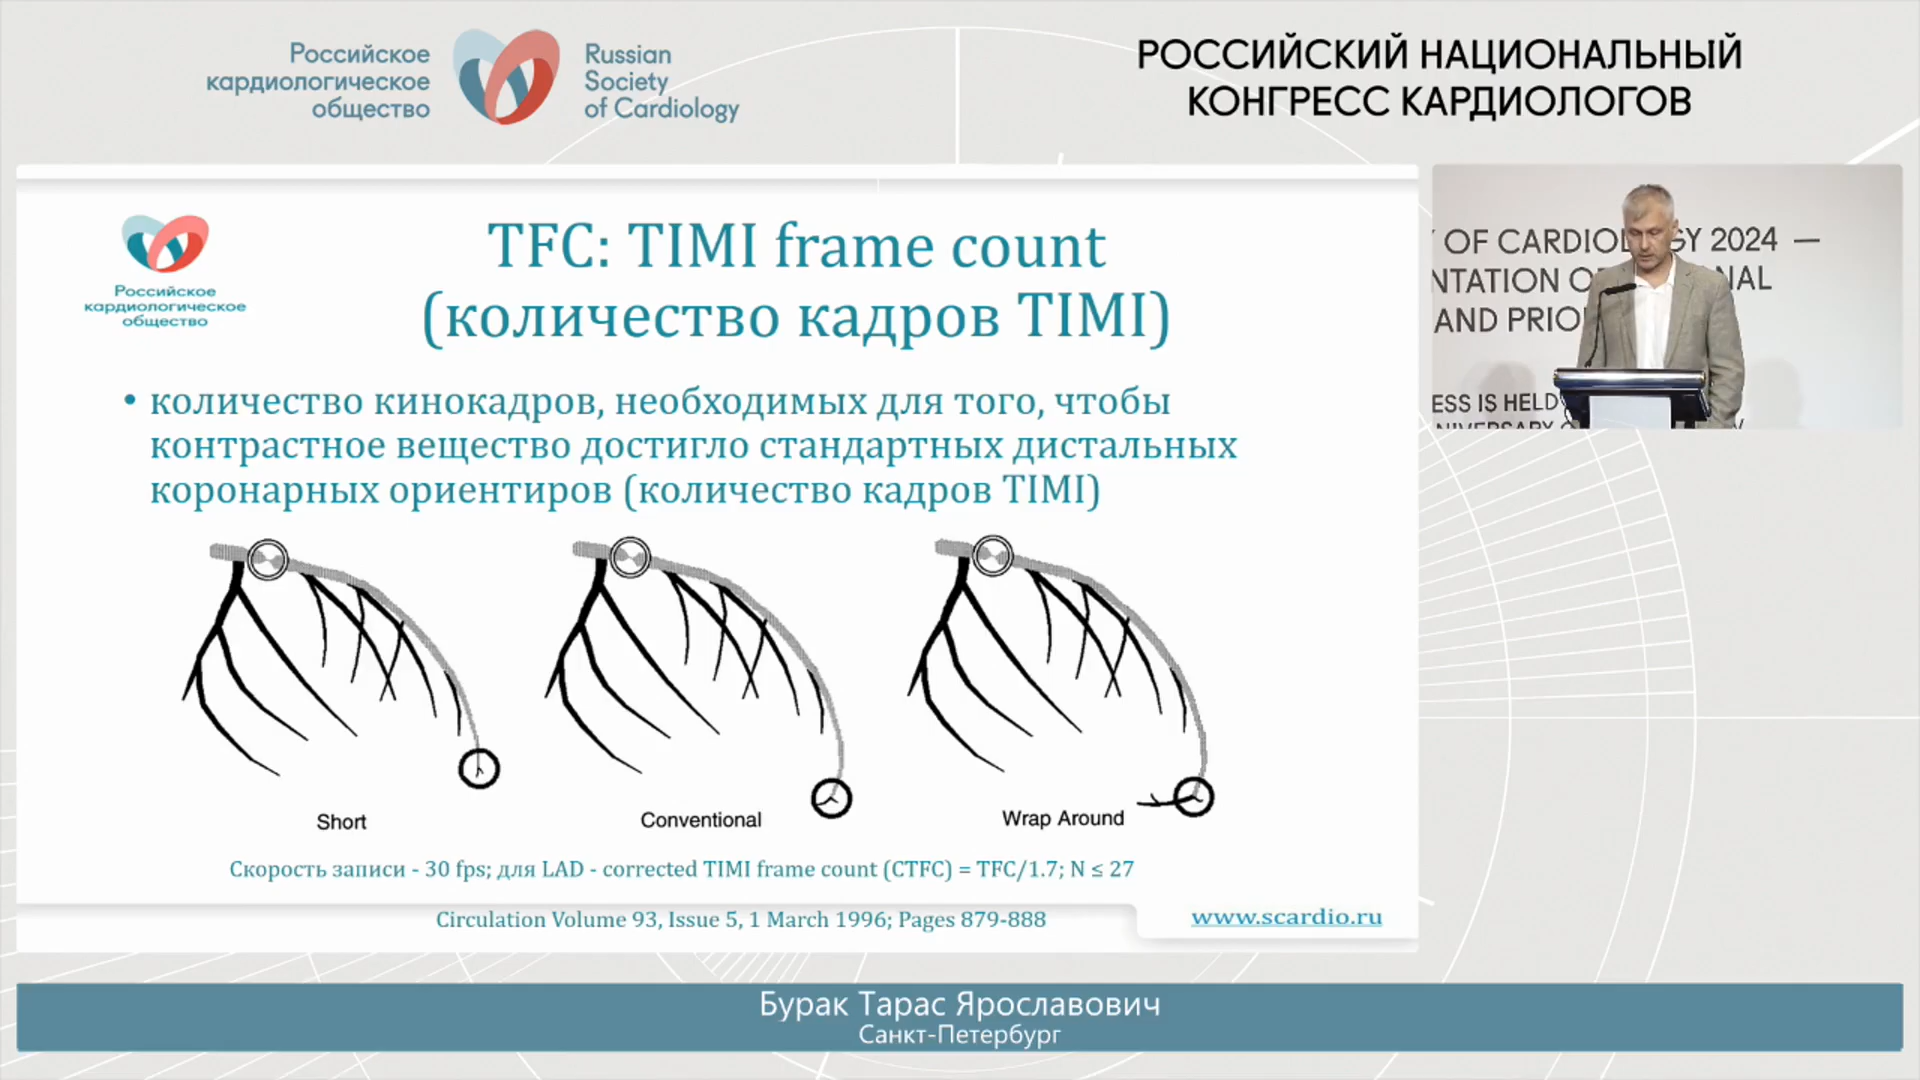 Российское
кардиологическое
общество
Russian
Society
of Cardiology
РОССИЙСКИЙ НАЦИОНАЛЬНЫЙ
КОНГРЕСС КАРДИОЛОГОВ
Российское
кардиологическое
общество
TFC: TIMI frame count
(количество кадров TIMI)
• количество кинокадров, необходимых для того, чтобы
контрастное вещество достигло стандартных дистальных
коронарных ориентиров (количество кадров TIMI)
Short
Conventional
Wrap Around
Скорость записи - 30 fps; для LAD - corrected TIMI frame count (CTFC) = TFC/1.7; N ≤ 27
Circulation Volume 93, Issue 5, 1 March 1996; Pages 879-888
www.scardio.ru
OF CARDIOL GY 2024 —
NTATION O NAL
AND PRIO
ESS IS HELD
Бурак Тарас Ярославович
Санкт-Петербург